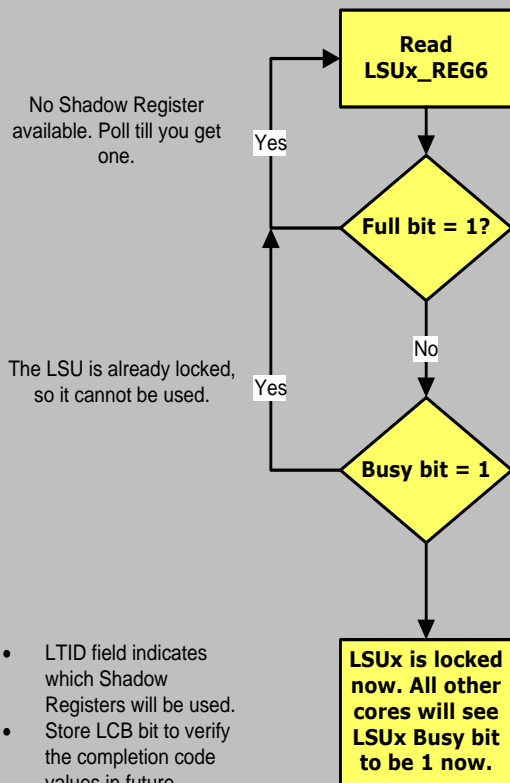 Read
LSUx_REG6
No Shadow Register
available. Poll till you get
one.
Yes
Full bit = 1?
No
The LSU is already locked,
so it cannot be used.
Yes
Busy bit = 1
• LTID field indicates
which Shadow
Registers will be used.
• Store LCB bit to verify
the completion code
values in future
LSUx is locked
now. All other
cores will see
LSUx Busy bit
to be 1 now.